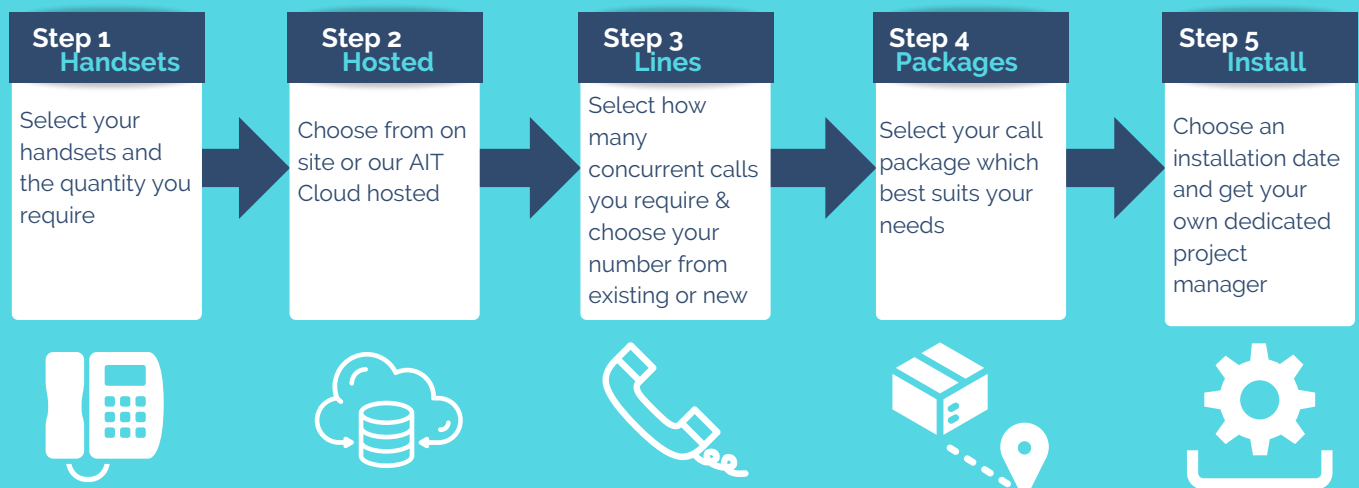 Step 1
Handsets
Select your
handsets and
the quantity you
require
Step 2
Hosted
Choose from on
site or our AIT
Cloud hosted
Step 3
Lines
Select how
many
concurrent calls
you require &
choose your
number from
existing or new
Step 4
Packages
Select your call
package which
best suits your
needs
Step 5
Install
Choose an
installation date
and get your
own dedicated
project
manager